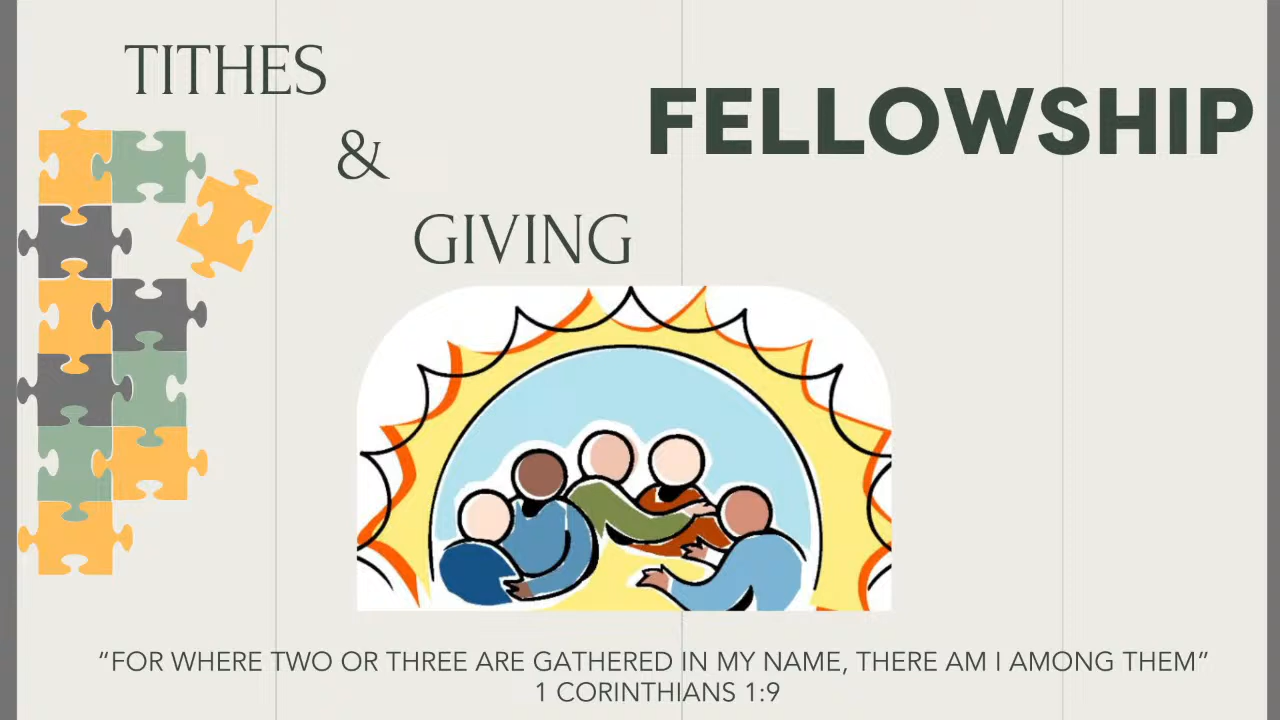 TITHES
&
GIVING
FELLOWSHIP
“FOR WHERE TWO OR THREE ARE GATHERED IN MY NAME, THERE AM I AMONG THEM”
1 CORINTHIANS 1:9